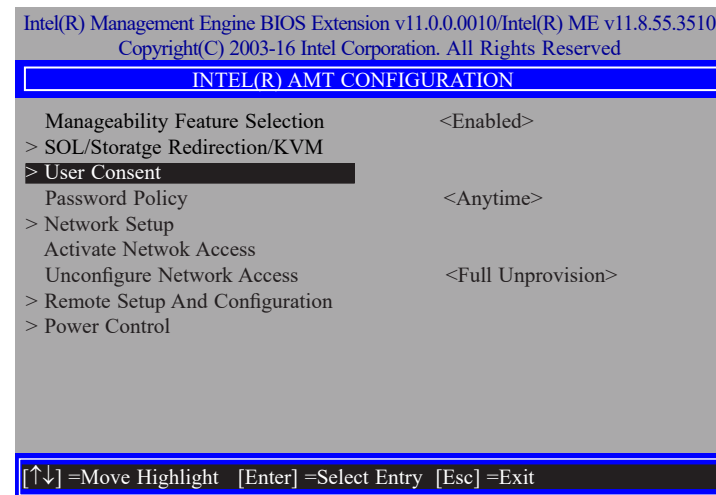 Intel(R) Management Engine BIOS Extension v11.0.0.0010/Intel(R) ME v11.8.55.3510
Copyright(C) 2003-16 Intel Corporation. All Rights Reserved
INTEL(R) AMT CONFIGURATION
Manageability Feature Selection <Enabled>
> SOL/Storatge Redirection/KVM
> User Consent
Password Policy <Anytime>
> Network Setup
Activate Netwok Access
Unconfigure Network Access <Full Unprovision>
> Remote Setup And Configuration
> Power Control
[↑↓] =Move Highlight [Enter] =Select Entry [Esc] =Exit